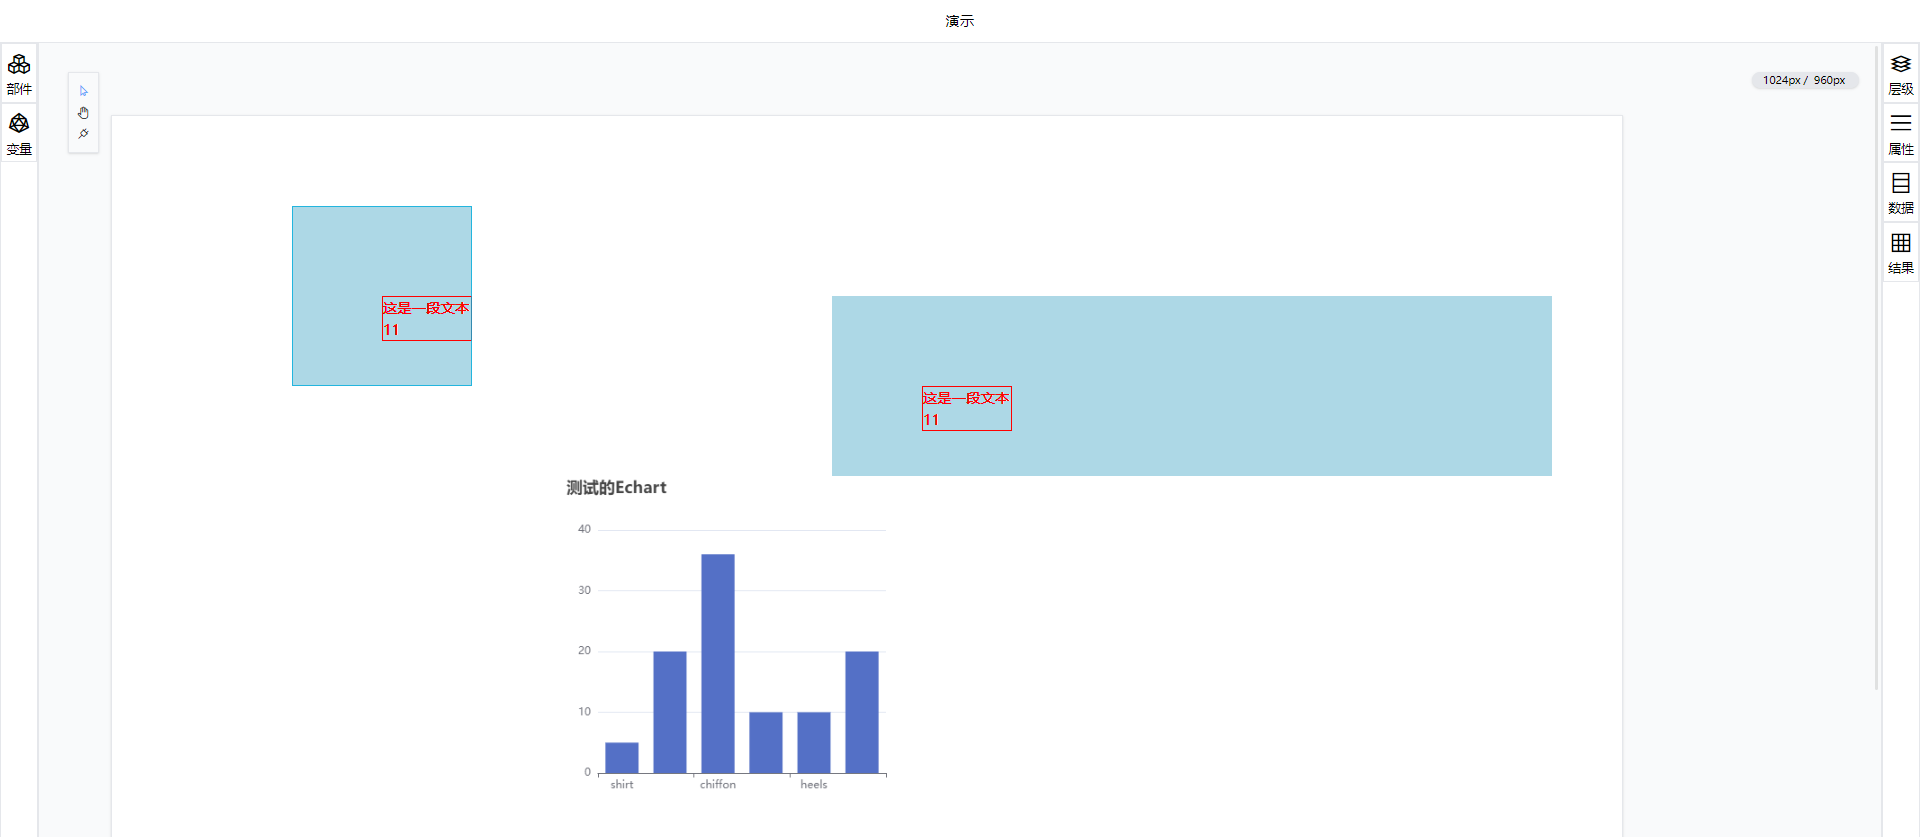 演示
部件
变量
1024px / 960px
层级
属性
数据
结果
这是一段文本
11
这是一段文本
11
测试的Echart
40
30
20
10
0
shirt
chiffon
heels